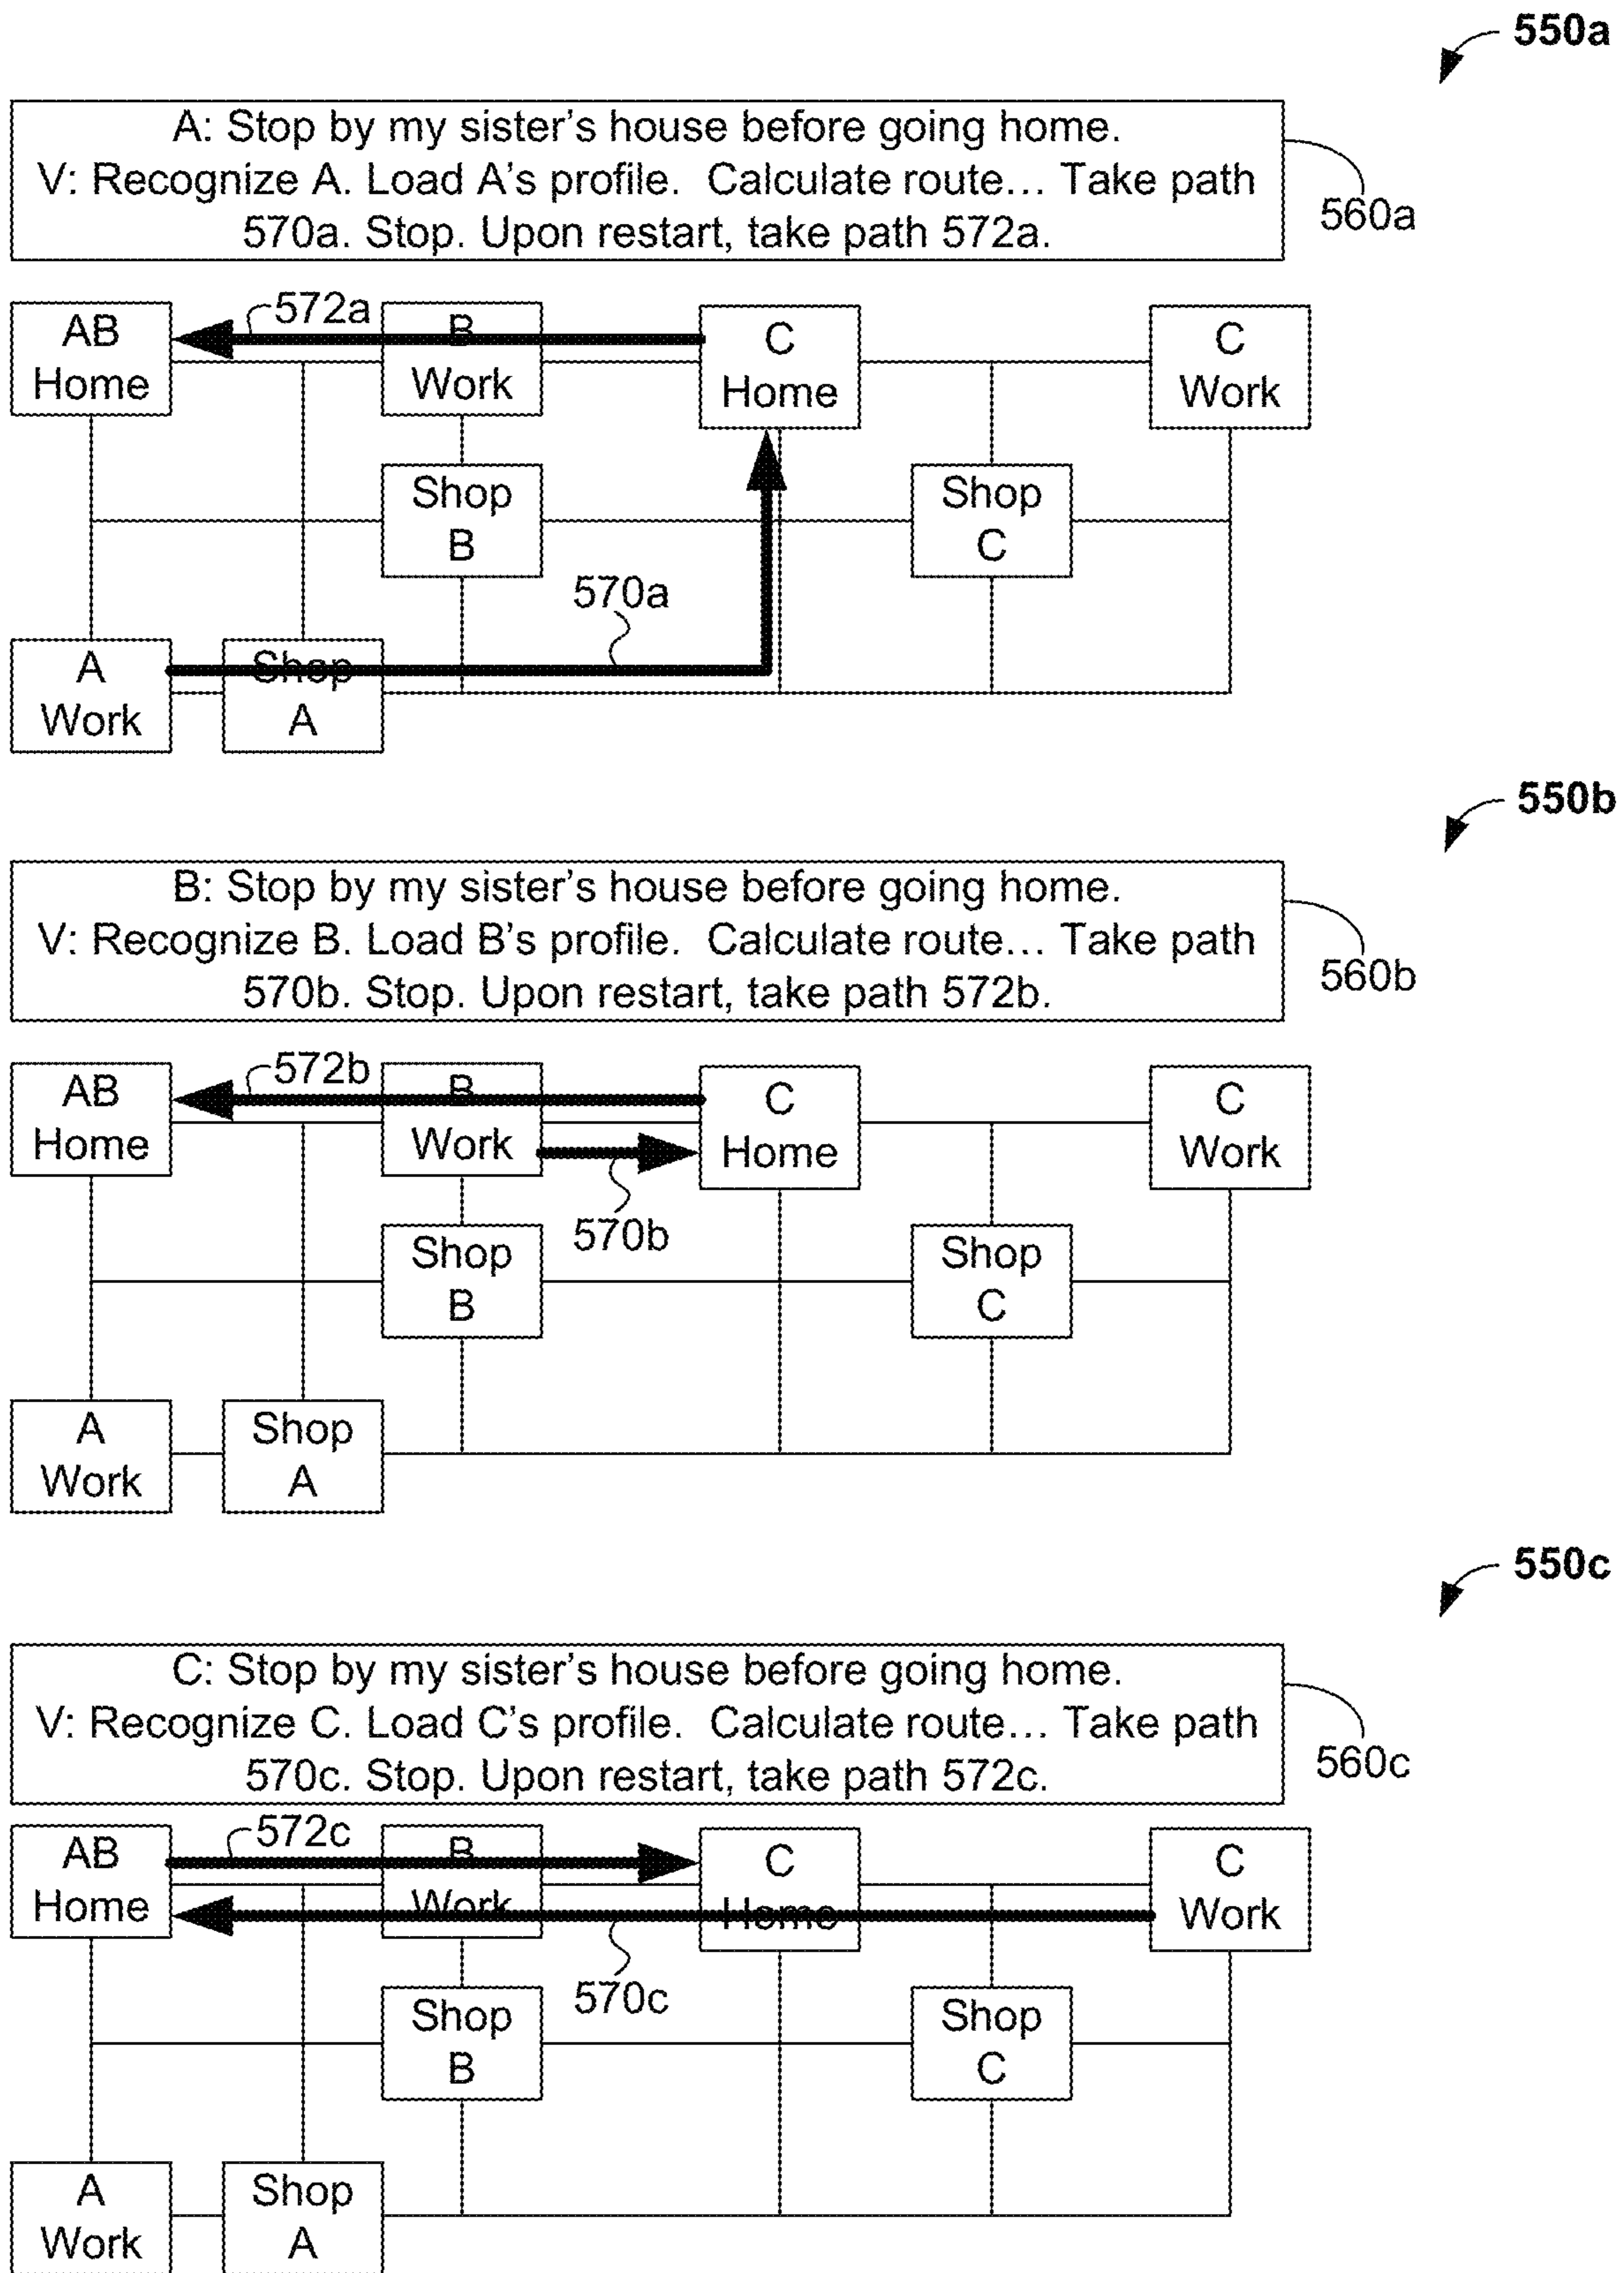 550a
A: Stop by my sister's house before going home.
V: Recognize A. Load A's profile.  Calculate route... Take path
570a. Stop. Upon restart, take path 572a.
560a
572a
AB
Home
B
Work
C
Home
C
Work
Shop
B
Shop
C
570a
A
Work
Shop
A
550b
B: Stop by my sister's house before going home.
V: Recognize B. Load B's profile.  Calculate route... Take path
570b. Stop. Upon restart, take path 572b.
560b
572b
AB
Home
B
Work
C
Home
C
Work
570b
Shop
B
Shop
C
A
Work
Shop
A
550c
C: Stop by my sister's house before going home.
V: Recognize C. Load C's profile.  Calculate route... Take path
570c. Stop. Upon restart, take path 572c.
560c
572c
AB
Home
B
Work
C
Home
C
Work
570c
Shop
B
Shop
C
A
Work
Shop
A